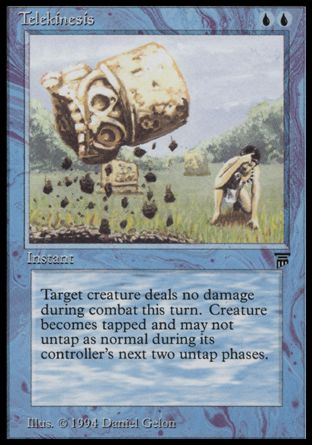 Telekinesis
Instant
Target creature deals no damage
during combat this turn. Creature
becomes tapped and may not
untap as normal during its
controller's next two untap phases.
Illus. © 1994 Daniel Gelon